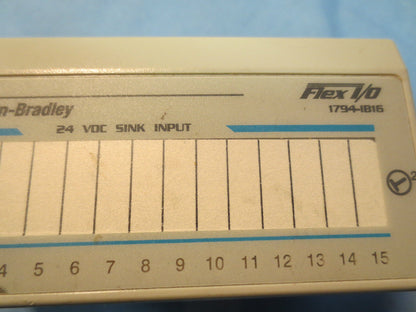 n-Bradley
Flex I/O
1794-IB16
24 VDC SINK INPUT
2
4 5 6 7 8 9 10 11 12 13 14 15